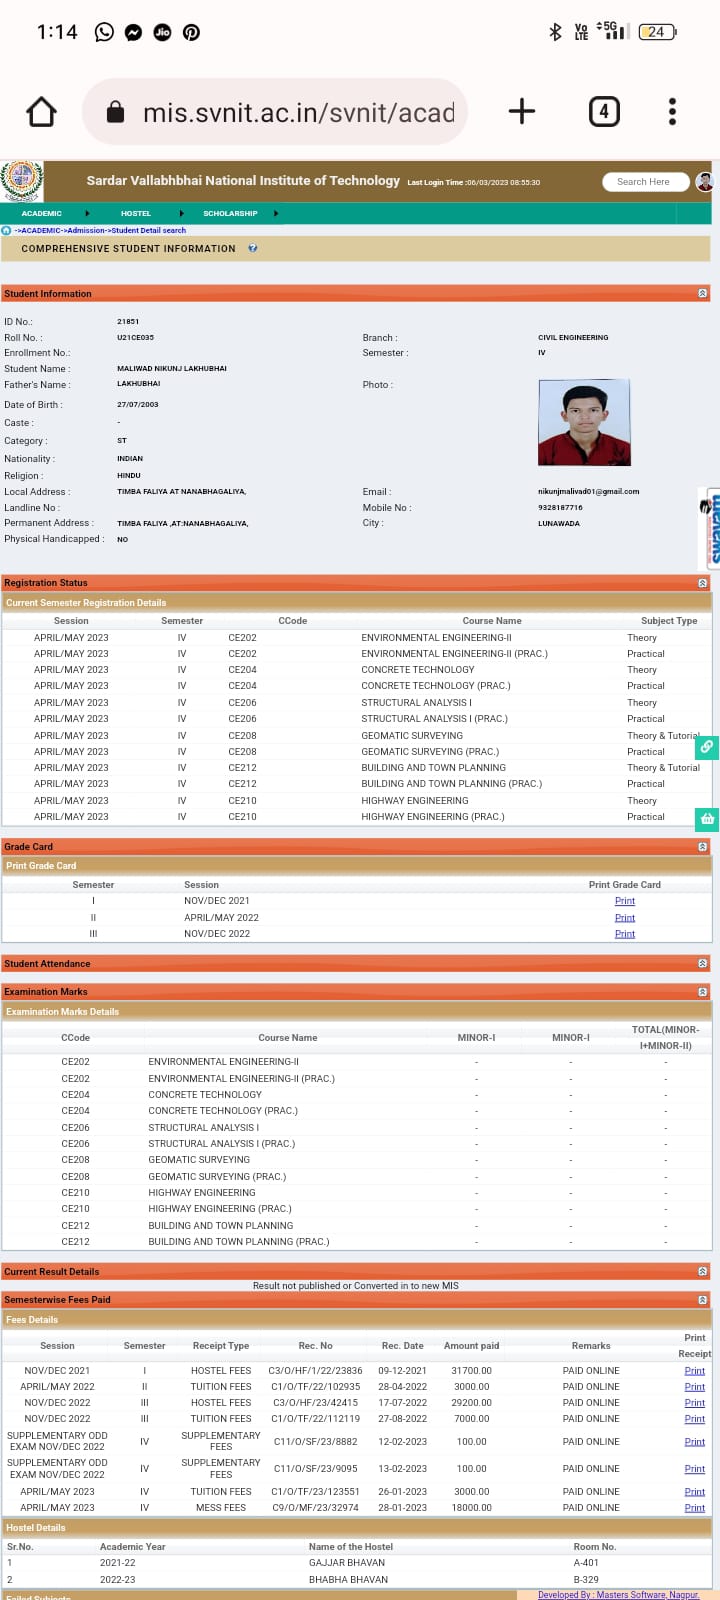 1:14
Jio
Vo LTE 5G 24
mis.svnit.ac.in/svnit/acad
4
Sardar Vallabhbhai National Institute of Technology Last Login Time :06/03/2023 08:55:30 Search Here
ACADEMIC HOSTEL SCHOLARSHIP
->ACADEMIC->Admission->Student Detail search
COMPREHENSIVE STUDENT INFORMATION ?
Student Information
ID No.: 21851
Roll No. : U21CE035 Branch : CIVIL ENGINEERING
Enrollment No.: Semester : IV
Student Name : MALIWAD NIKUNJ LAKHUBHAI
Father's Name : LAKHUBHAI Photo :
Date of Birth : 27/07/2003
Caste : -
Category : ST
Nationality : INDIAN
Religion : HINDU
Local Address : TIMBA FALIYA AT NANABHAGALIYA, Email : nikunjmalivad01@gmail.com
Landline No : Mobile No : 9328187716
Permanent Address : TIMBA FALIYA ,AT:NANABHAGALIYA, City : LUNAWADA
Physical Handicapped : NO
Registration Status
Current Semester Registration Details
Session Semester CCode Course Name Subject Type
APRIL/MAY 2023 IV CE202 ENVIRONMENTAL ENGINEERING-II Theory
APRIL/MAY 2023 IV CE202 ENVIRONMENTAL ENGINEERING-II (PRAC.) Practical
APRIL/MAY 2023 IV CE204 CONCRETE TECHNOLOGY Theory
APRIL/MAY 2023 IV CE204 CONCRETE TECHNOLOGY (PRAC.) Practical
APRIL/MAY 2023 IV CE206 STRUCTURAL ANALYSIS I Theory
APRIL/MAY 2023 IV CE206 STRUCTURAL ANALYSIS I (PRAC.) Practical
APRIL/MAY 2023 IV CE208 GEOMATIC SURVEYING Theory & Tutorial
APRIL/MAY 2023 IV CE208 GEOMATIC SURVEYING (PRAC.) Practical
APRIL/MAY 2023 IV CE212 BUILDING AND TOWN PLANNING Theory & Tutorial
APRIL/MAY 2023 IV CE212 BUILDING AND TOWN PLANNING (PRAC.) Practical
APRIL/MAY 2023 IV CE210 HIGHWAY ENGINEERING Theory
APRIL/MAY 2023 IV CE210 HIGHWAY ENGINEERING (PRAC.) Practical
Grade Card
Print Grade Card
Semester Session Print Grade Card
I NOV/DEC 2021 Print
II APRIL/MAY 2022 Print
III NOV/DEC 2022 Print
Student Attendance
Examination Marks
Examination Marks Details
CCode Course Name MINOR-I MINOR-I TOTAL(MINOR-I+MINOR-II)
CE202 ENVIRONMENTAL ENGINEERING-II - - -
CE202 ENVIRONMENTAL ENGINEERING-II (PRAC.) - - -
CE204 CONCRETE TECHNOLOGY - - -
CE204 CONCRETE TECHNOLOGY (PRAC.) - - -
CE206 STRUCTURAL ANALYSIS I - - -
CE206 STRUCTURAL ANALYSIS I (PRAC.) - - -
CE208 GEOMATIC SURVEYING - - -
CE208 GEOMATIC SURVEYING (PRAC.) - - -
CE210 HIGHWAY ENGINEERING - - -
CE210 HIGHWAY ENGINEERING (PRAC.) - - -
CE212 BUILDING AND TOWN PLANNING - - -
CE212 BUILDING AND TOWN PLANNING (PRAC.) - - -
Current Result Details
Result not published or Converted in to new MIS
Semesterwise Fees Paid
Fees Details
Session Semester Receipt Type Rec. No Rec. Date Amount paid Remarks Print Receipt
NOV/DEC 2021 I HOSTEL FEES C3/O/HF/1/22/23836 09-12-2021 31700.00 PAID ONLINE Print
APRIL/MAY 2022 II TUITION FEES C1/O/TF/22/102935 28-04-2022 3000.00 PAID ONLINE Print
NOV/DEC 2022 III HOSTEL FEES C3/O/HF/23/42415 17-07-2022 29200.00 PAID ONLINE Print
NOV/DEC 2022 III TUITION FEES C1/O/TF/22/112119 27-08-2022 7000.00 PAID ONLINE Print
SUPPLEMENTARY ODD EXAM NOV/DEC 2022 IV SUPPLEMENTARY FEES C11/O/SF/23/8882 12-02-2023 100.00 PAID ONLINE Print
SUPPLEMENTARY ODD EXAM NOV/DEC 2022 IV SUPPLEMENTARY FEES C11/O/SF/23/9095 13-02-2023 100.00 PAID ONLINE Print
APRIL/MAY 2023 IV TUITION FEES C1/O/TF/23/123551 26-01-2023 3000.00 PAID ONLINE Print
APRIL/MAY 2023 IV MESS FEES C9/O/MF/23/32974 28-01-2023 18000.00 PAID ONLINE Print
Hostel Details
Sr.No. Academic Year Name of the Hostel Room No.
1 2021-22 GAJJAR BHAVAN A-401
2 2022-23 BHABHA BHAVAN B-329
Failed Subjects
Developed By : Masters Software, Nagpur.